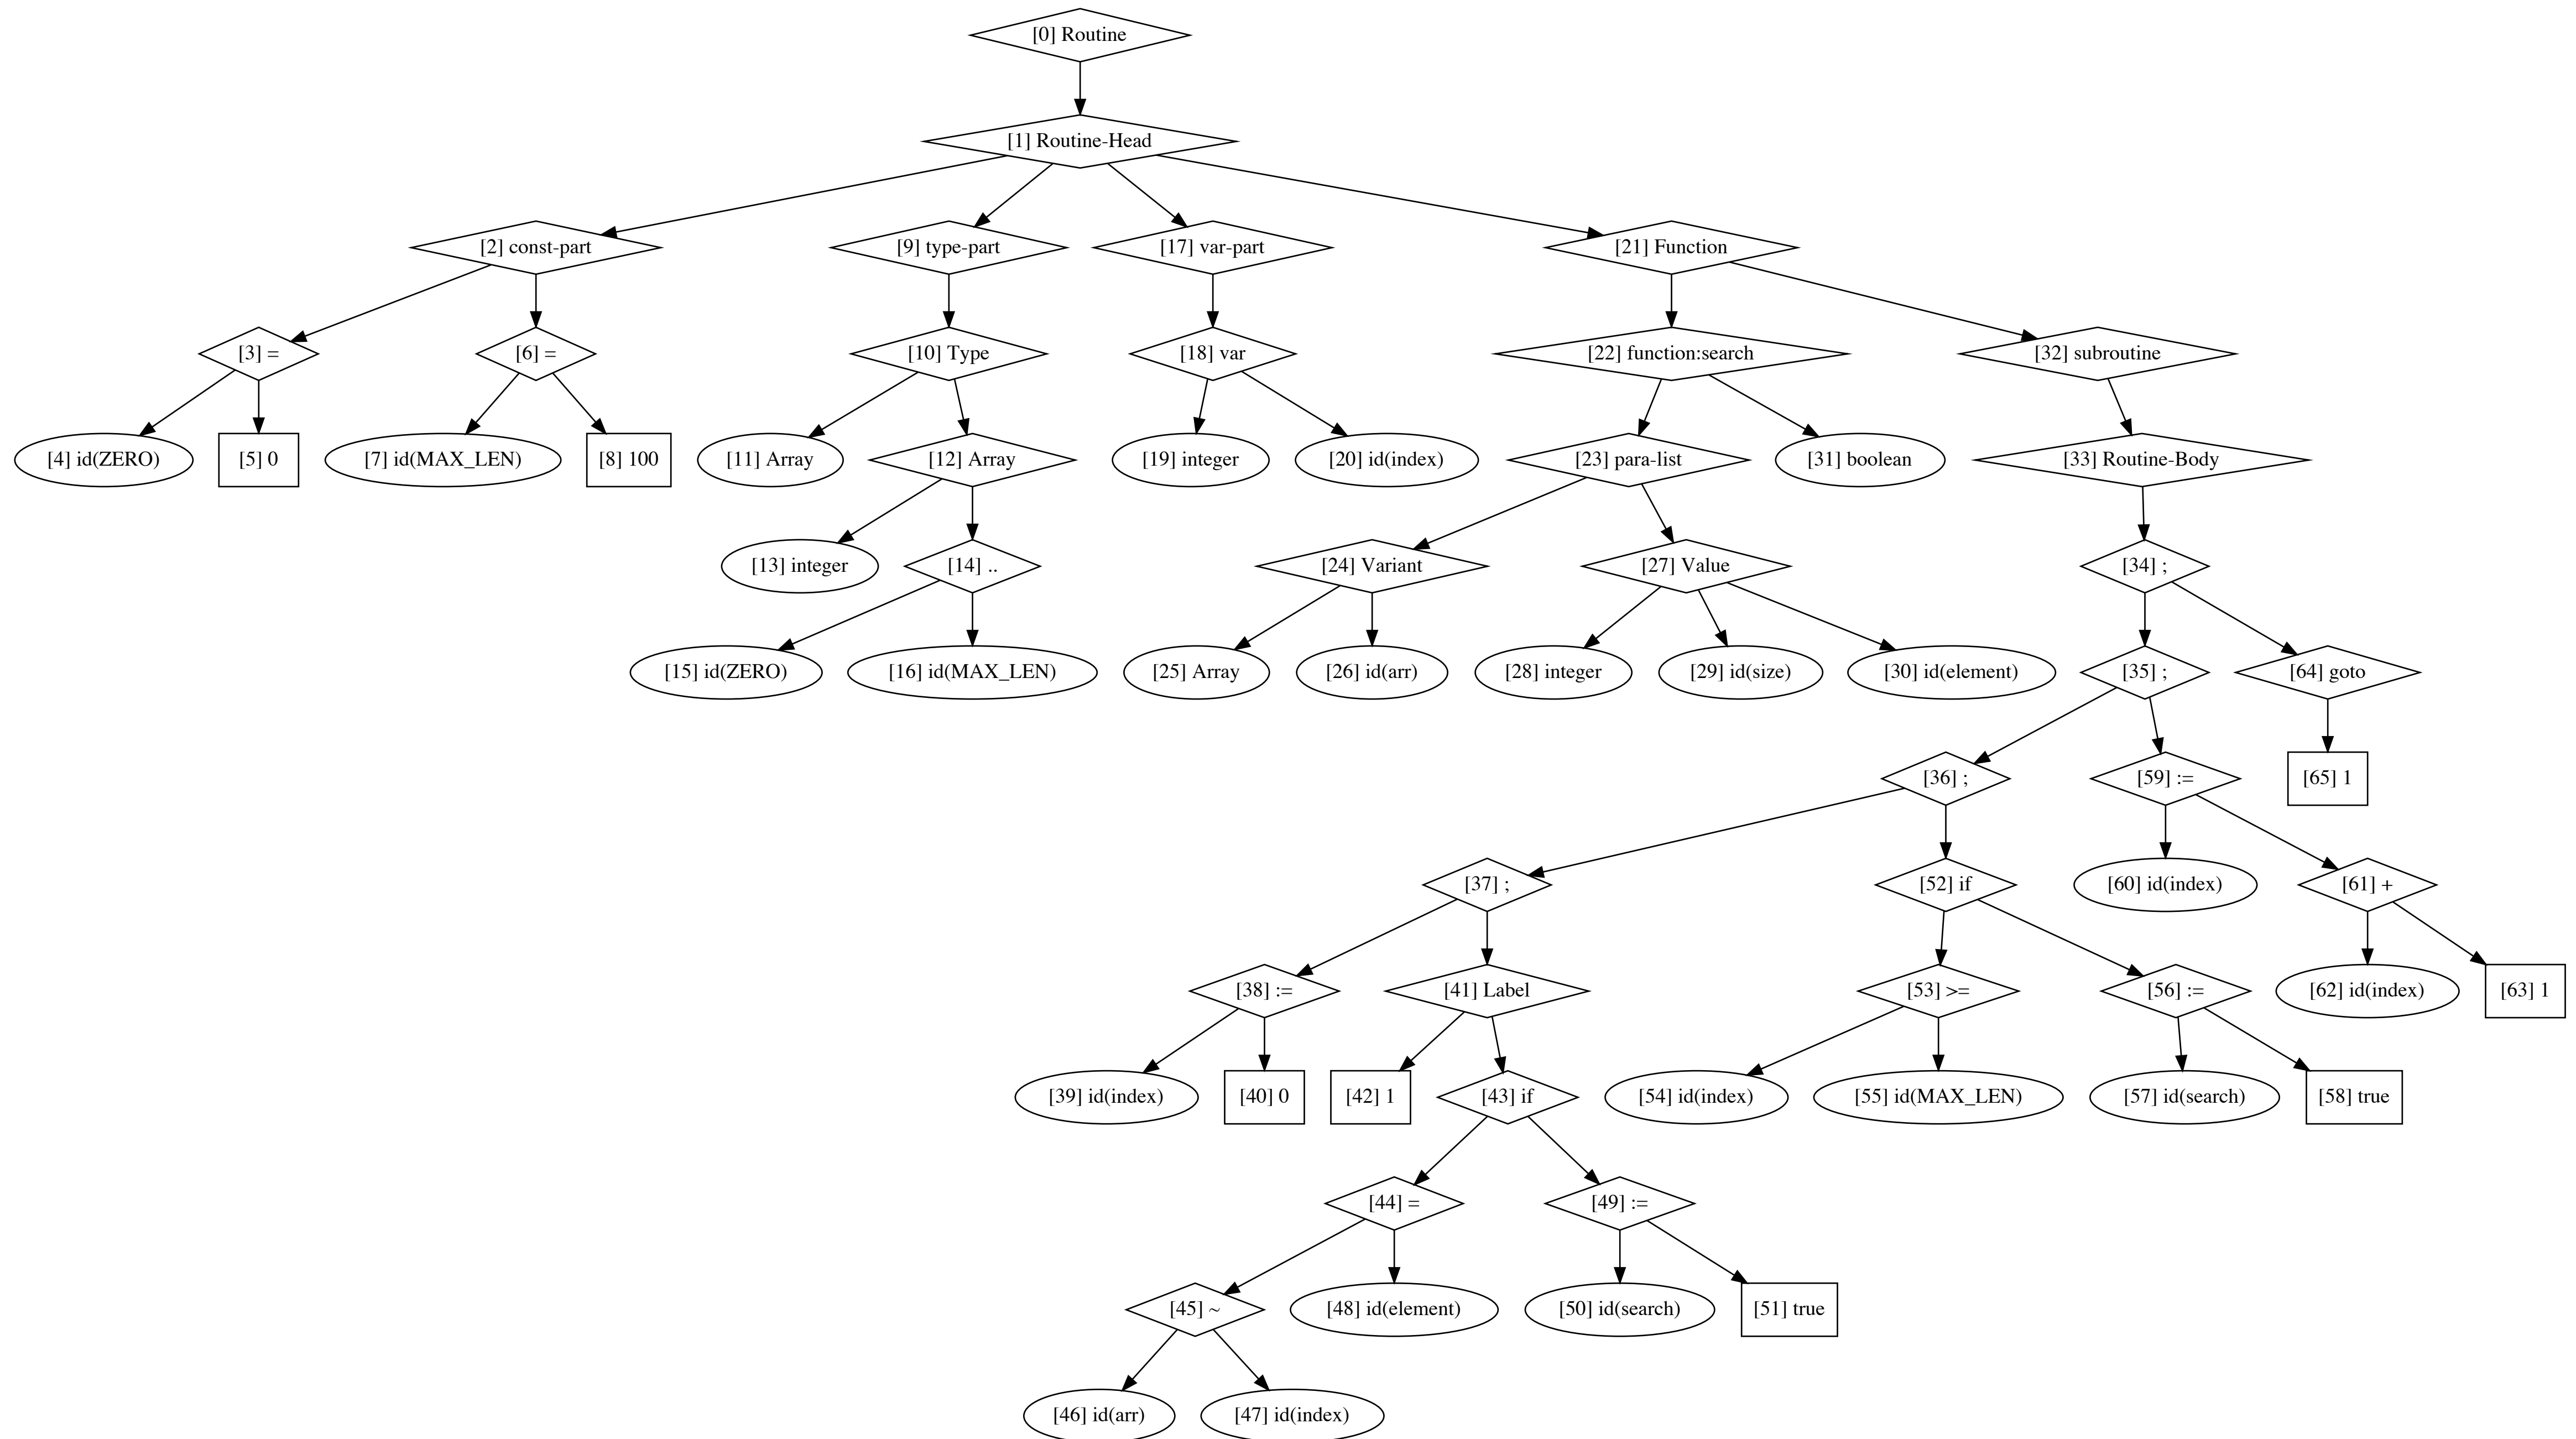 [0] Routine
[1] Routine-Head
[2] const-part
[9] type-part
[17] var-part
[21] Function
[3] =
[6] =
[10] Type
[18] var
[22] function:search
[32] subroutine
[4] id(ZERO)
[5] 0
[7] id(MAX_LEN)
[8] 100
[11] Array
[12] Array
[19] integer
[20] id(index)
[23] para-list
[31] boolean
[33] Routine-Body
[13] integer
[14] ..
[24] Variant
[27] Value
[34] ;
[15] id(ZERO)
[16] id(MAX_LEN)
[25] Array
[26] id(arr)
[28] integer
[29] id(size)
[30] id(element)
[35] ;
[64] goto
[36] ;
[59] :=
[65] 1
[37] ;
[52] if
[60] id(index)
[61] +
[38] :=
[41] Label
[53] >=
[56] :=
[62] id(index)
[63] 1
[39] id(index)
[40] 0
[42] 1
[43] if
[54] id(index)
[55] id(MAX_LEN)
[57] id(search)
[58] true
[44] =
[49] :=
[45] ~
[48] id(element)
[50] id(search)
[51] true
[46] id(arr)
[47] id(index)